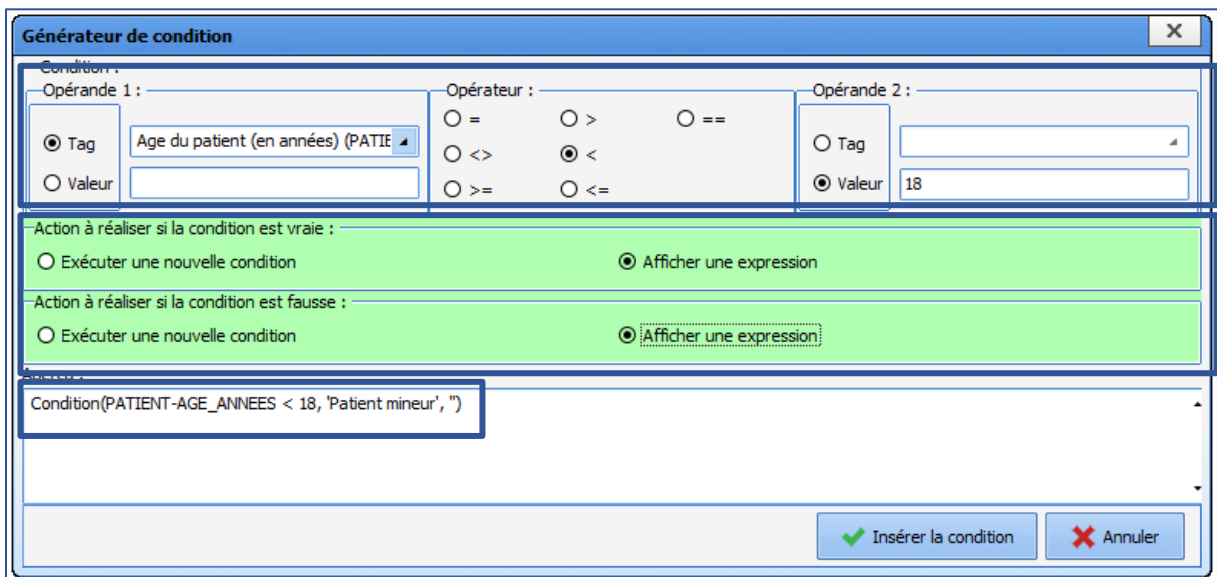 Générateur de condition
Condition :
Opérande 1 :
Opérateur :
Opérande 2 :
Tag
Age du patient (en années) (PATIE
Valeur
=
>
==
<>
<
>=
<=
Tag
Valeur
18
Action à réaliser si la condition est vraie :
Exécuter une nouvelle condition
Afficher une expression
Action à réaliser si la condition est fausse :
Exécuter une nouvelle condition
Afficher une expression
Aperçu :
Condition(PATIENT-AGE_ANNEES < 18, 'Patient mineur', '')
Insérer la condition
Annuler